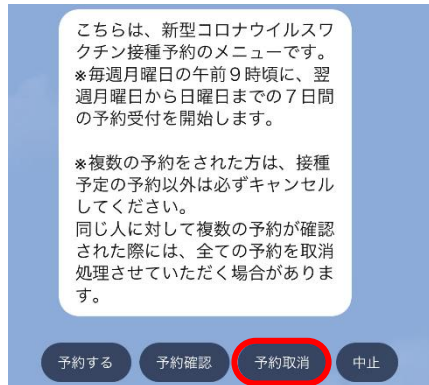 こちらは、新型コロナウイルスワ
クチン接種予約のメニューです。
※毎週月曜日の午前9時頃に、翌
週月曜日から日曜日までの7日間
の予約受付を開始します。
※複数の予約をされた方は、接種
予定の予約以外は必ずキャンセル
してください。
同じ人に対して複数の予約が確認
された際には、全ての予約を取消
処理させていただく場合がありま
す。
予約する 予約確認 予約取消 中止